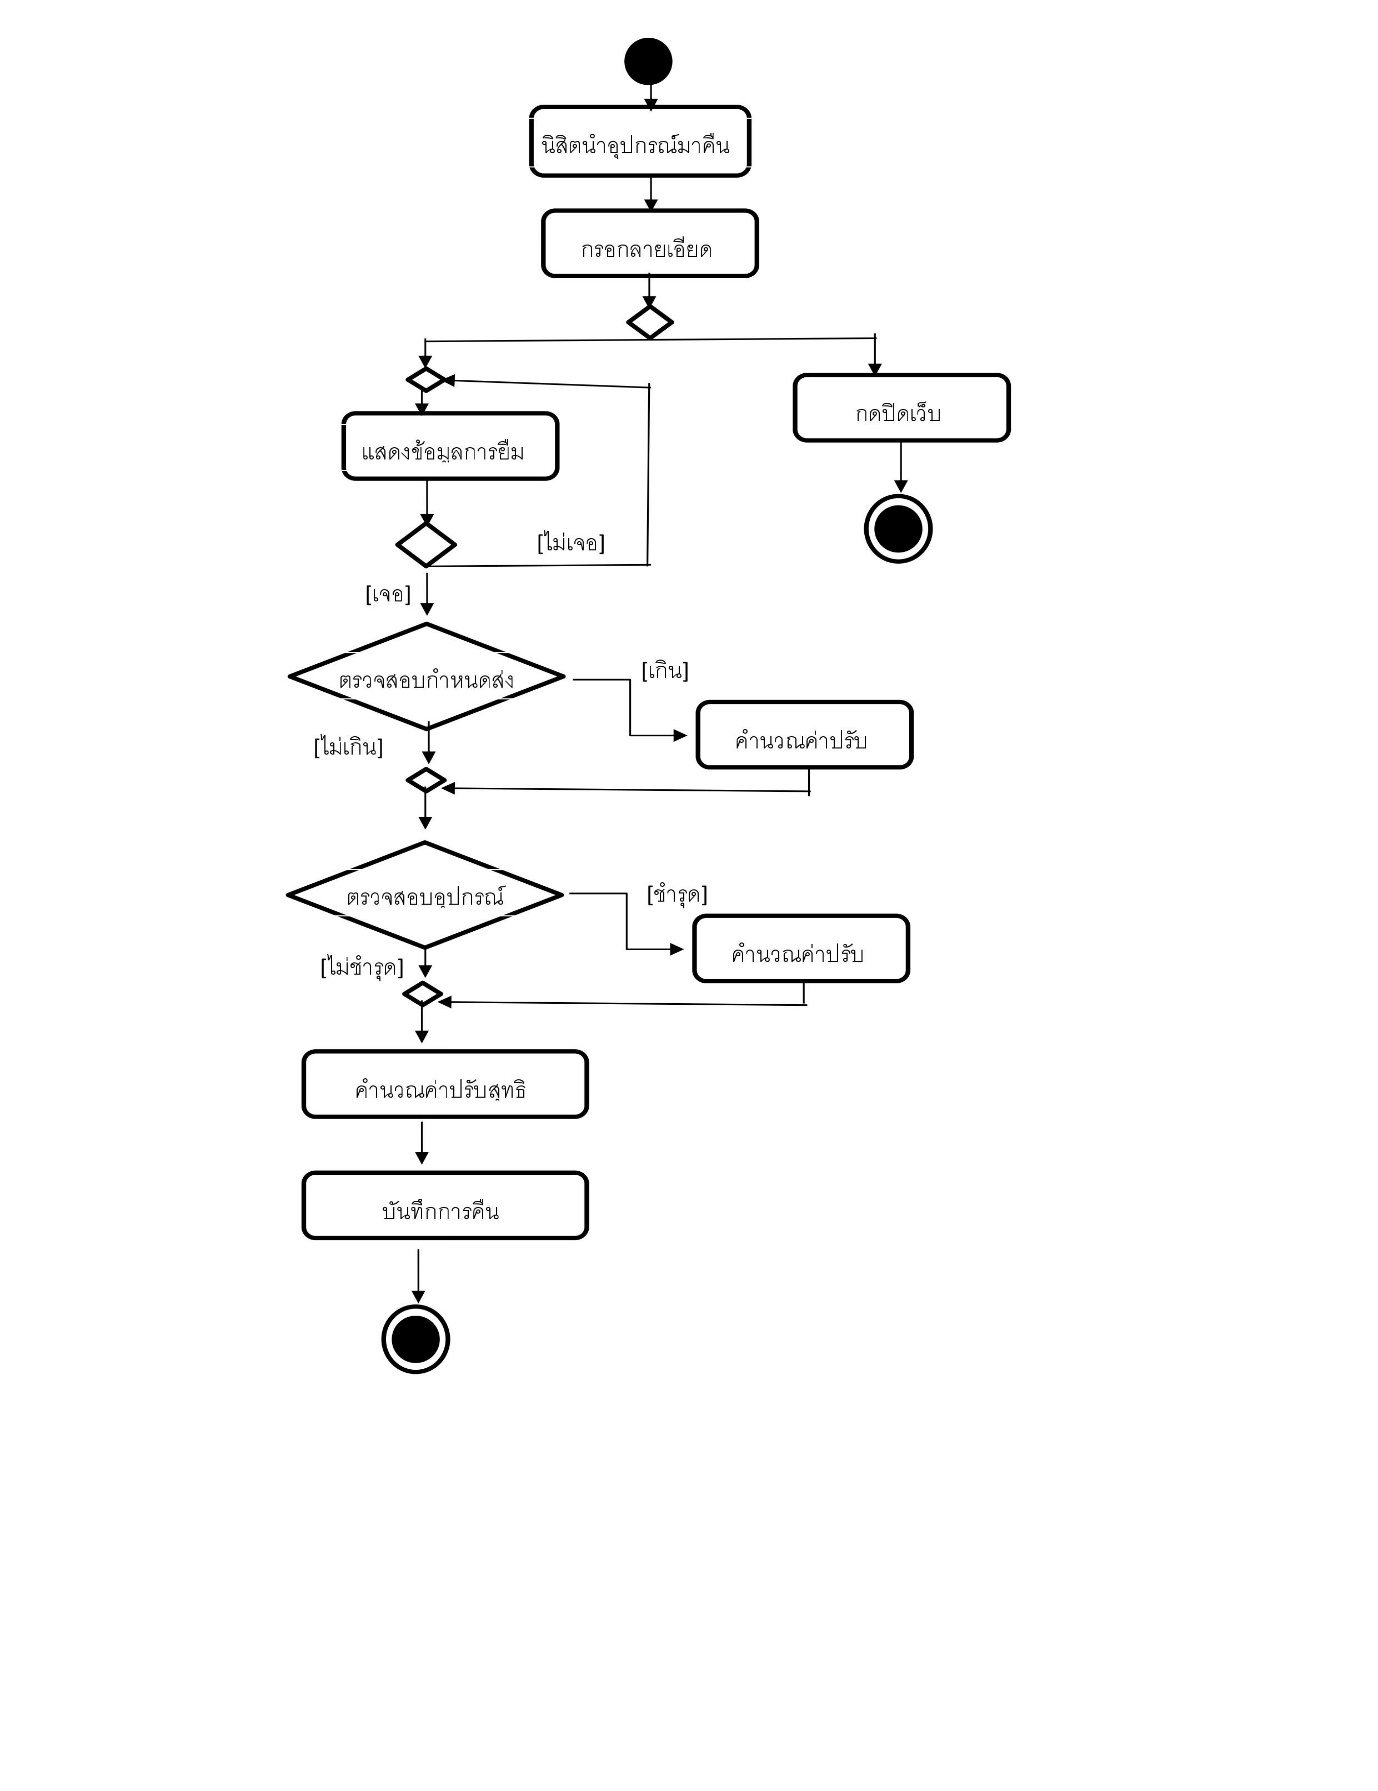 นิสิตนำอุปกรณ์มาคืน
กรอกลายเอียด
กดปิดเว็บ
แสดงข้อมูลการยืม
[ไม่เจอ]
[เจอ]
[เกิน]
ตรวจสอบกำหนดส่ง
คำนวณค่าปรับ
[ไม่เกิน]
[ชำรุด]
ตรวจสอบอุปกรณ์
คำนวณค่าปรับ
[ไม่ชำรุด]
คำนวณค่าปรับสุทธิ
บันทึกการคืน